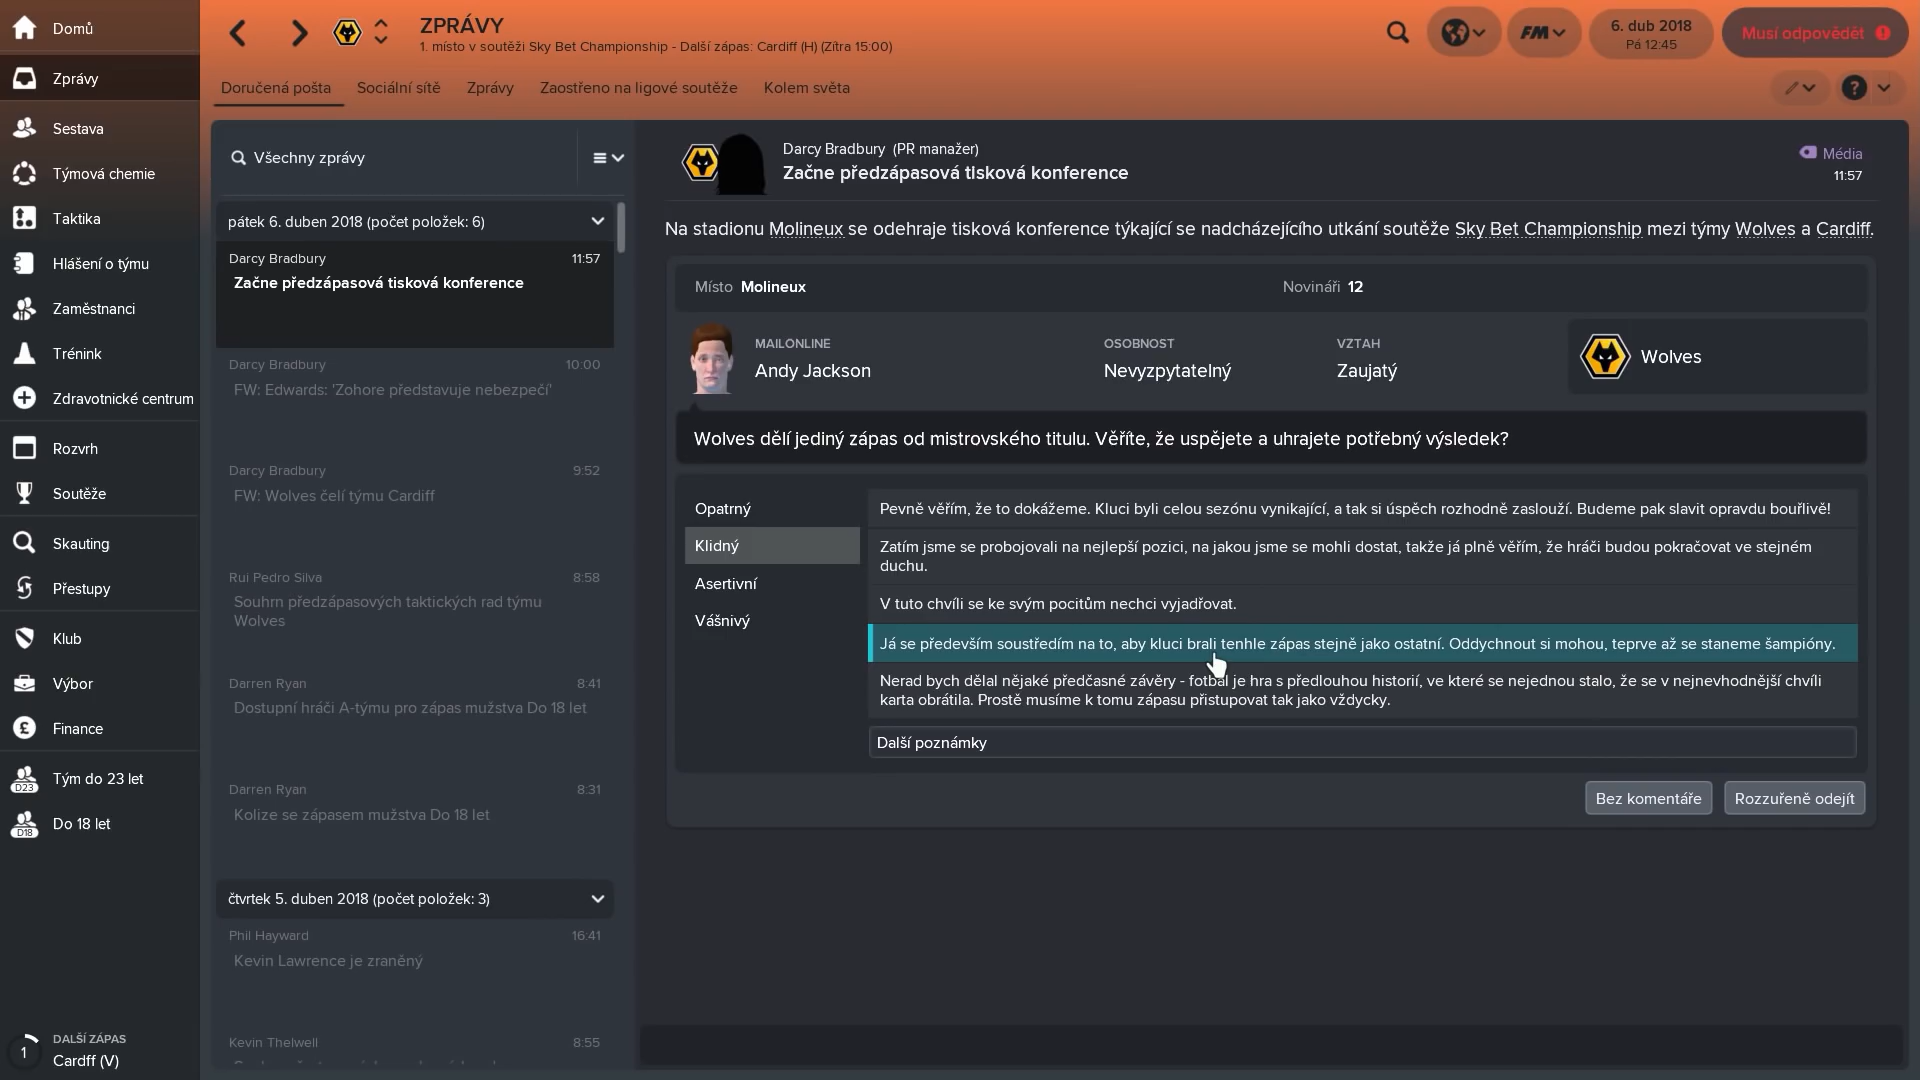 Domů
Zprávy
Sestava
Týmová chemie
Taktika
Hlášení o týmu
Zaměstnanci
Trénink
Zdravotnické centrum
Rozvrh
Soutěže
Skauting
Přestupy
Klub
Výbor
Finance
D23
Tým do 23 let
D18
Do 18 let
1
DALŠÍ ZÁPAS
Cardff (V)
ZPRÁVY
1. místo v soutěži Sky Bet Championship - Další zápas: Cardiff (H) (Zítra 15:00)
FM
6. dub 2018
Pá 12:45
Musí odpovědět
Doručená pošta
Sociální sítě
Zprávy
Zaostřeno na ligové soutěže
Kolem světa
?
Všechny zprávy
pátek 6. duben 2018 (počet položek: 6)
Darcy Bradbury 11:57
Začne předzápasová tisková konference
Darcy Bradbury 10:00
FW: Edwards: 'Zohore představuje nebezpečí'
Darcy Bradbury 9:52
FW: Wolves čelí týmu Cardiff
Rui Pedro Silva 8:58
Souhrn předzápasových taktických rad týmu
Wolves
Darren Ryan 8:41
Dostupní hráči A-týmu pro zápas mužstva Do 18 let
Darren Ryan 8:31
Kolize se zápasem mužstva Do 18 let
čtvrtek 5. duben 2018 (počet položek: 3)
Phil Hayward 16:41
Kevin Lawrence je zraněný
Kevin Thelwell 8:55
Darcy Bradbury (PR manažer)
Začne předzápasová tisková konference
Média
11:57
Na stadionu Molineux se odehraje tisková konference týkající se nadcházejícího utkání soutěže Sky Bet Championship mezi týmy Wolves a Cardiff.
Místo Molineux
Novináři 12
MAILONLINE
Andy Jackson
OSOBNOST
Nevyzpytatelný
VZTAH
Zaujatý
Wolves
Wolves dělí jediný zápas od mistrovského titulu. Věříte, že uspějete a uhrajete potřebný výsledek?
Opatrný
Klidný
Asertivní
Vášnivý
Pevně věřím, že to dokážeme. Kluci byli celou sezónu vynikající, a tak si úspěch rozhodně zaslouží. Budeme pak slavit opravdu bouřlivě!
Zatím jsme se probojovali na nejlepší pozici, na jakou jsme se mohli dostat, takže já plně věřím, že hráči budou pokračovat ve stejném
duchu.
V tuto chvíli se ke svým pocitům nechci vyjadřovat.
Já se především soustředím na to, aby kluci brali tenhle zápas stejně jako ostatní. Oddychnout si mohou, teprve až se staneme šampióny.
Nerad bych dělal nějaké předčasné závěry - fotbal je hra s předlouhou historií, ve které se nejednou stalo, že se v nejnevhodnější chvíli
karta obrátila. Prostě musíme k tomu zápasu přistupovat tak jako vždycky.
Další poznámky
Bez komentáře
Rozzuřeně odejít